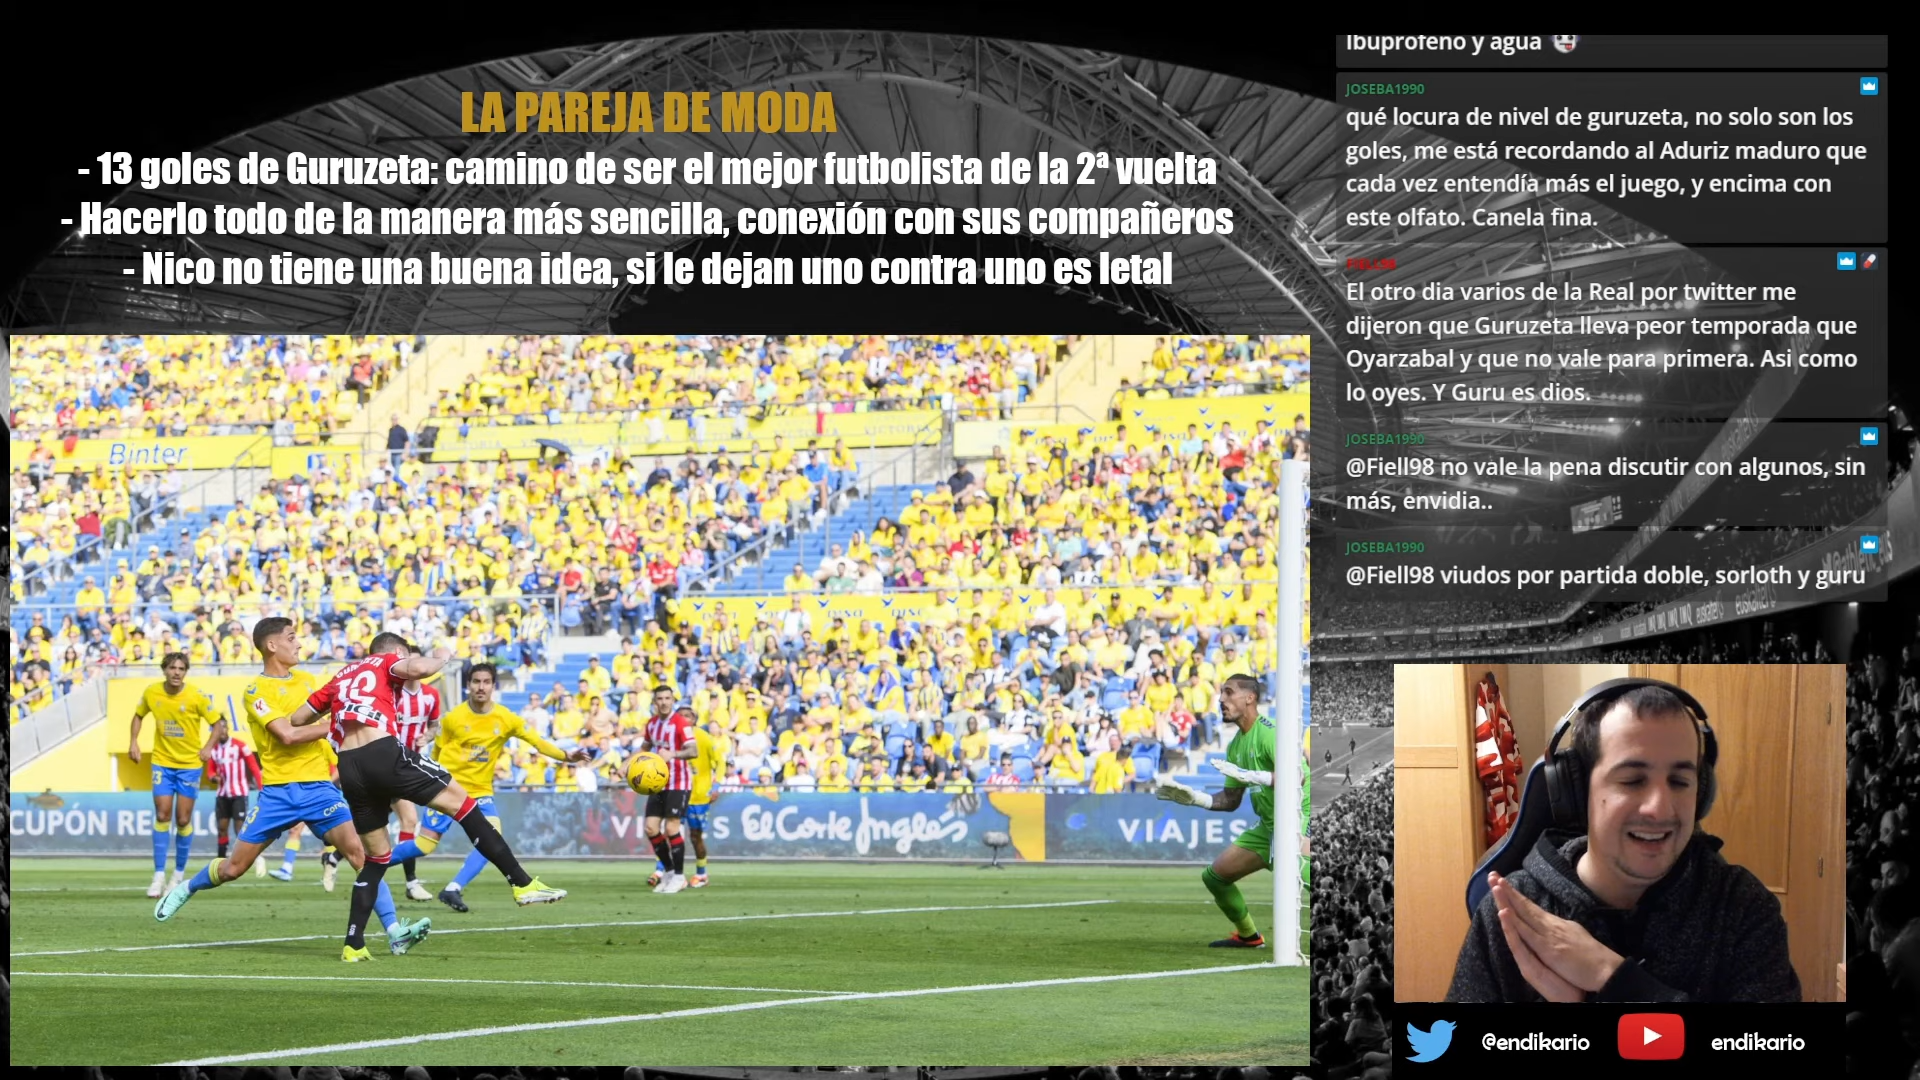 LA PAREJA DE MODA
- 13 goles de Guruzeta: camino de ser el mejor futbolista de la 2ª vuelta
- Hacerlo todo de la manera más sencilla, conexión con sus compañeros
- Nico no tiene una buena idea, si le dejan uno contra uno es letal
Binter
VICTORIA
CUPÓN
El Corte Inglés
VIAJES
Ibuprofeno y agua
JOSEBA1990
qué locura de nivel de guruzeta, no solo son los
goles, me está recordando al Aduriz maduro que
cada vez entendía más el juego, y encima con
este olfato. Canela fina.
FIELL98
El otro dia varios de la Real por twitter me
dijeron que Guruzeta lleva peor temporada que
Oyarzabal y que no vale para primera. Asi como
lo oyes. Y Guru es dios.
JOSEBA1990
@Fiell98 no vale la pena discutir con algunos, sin
más, envidia..
JOSEBA1990
@Fiell98 viudos por partida doble, sorloth y guru
@endikario
endikario